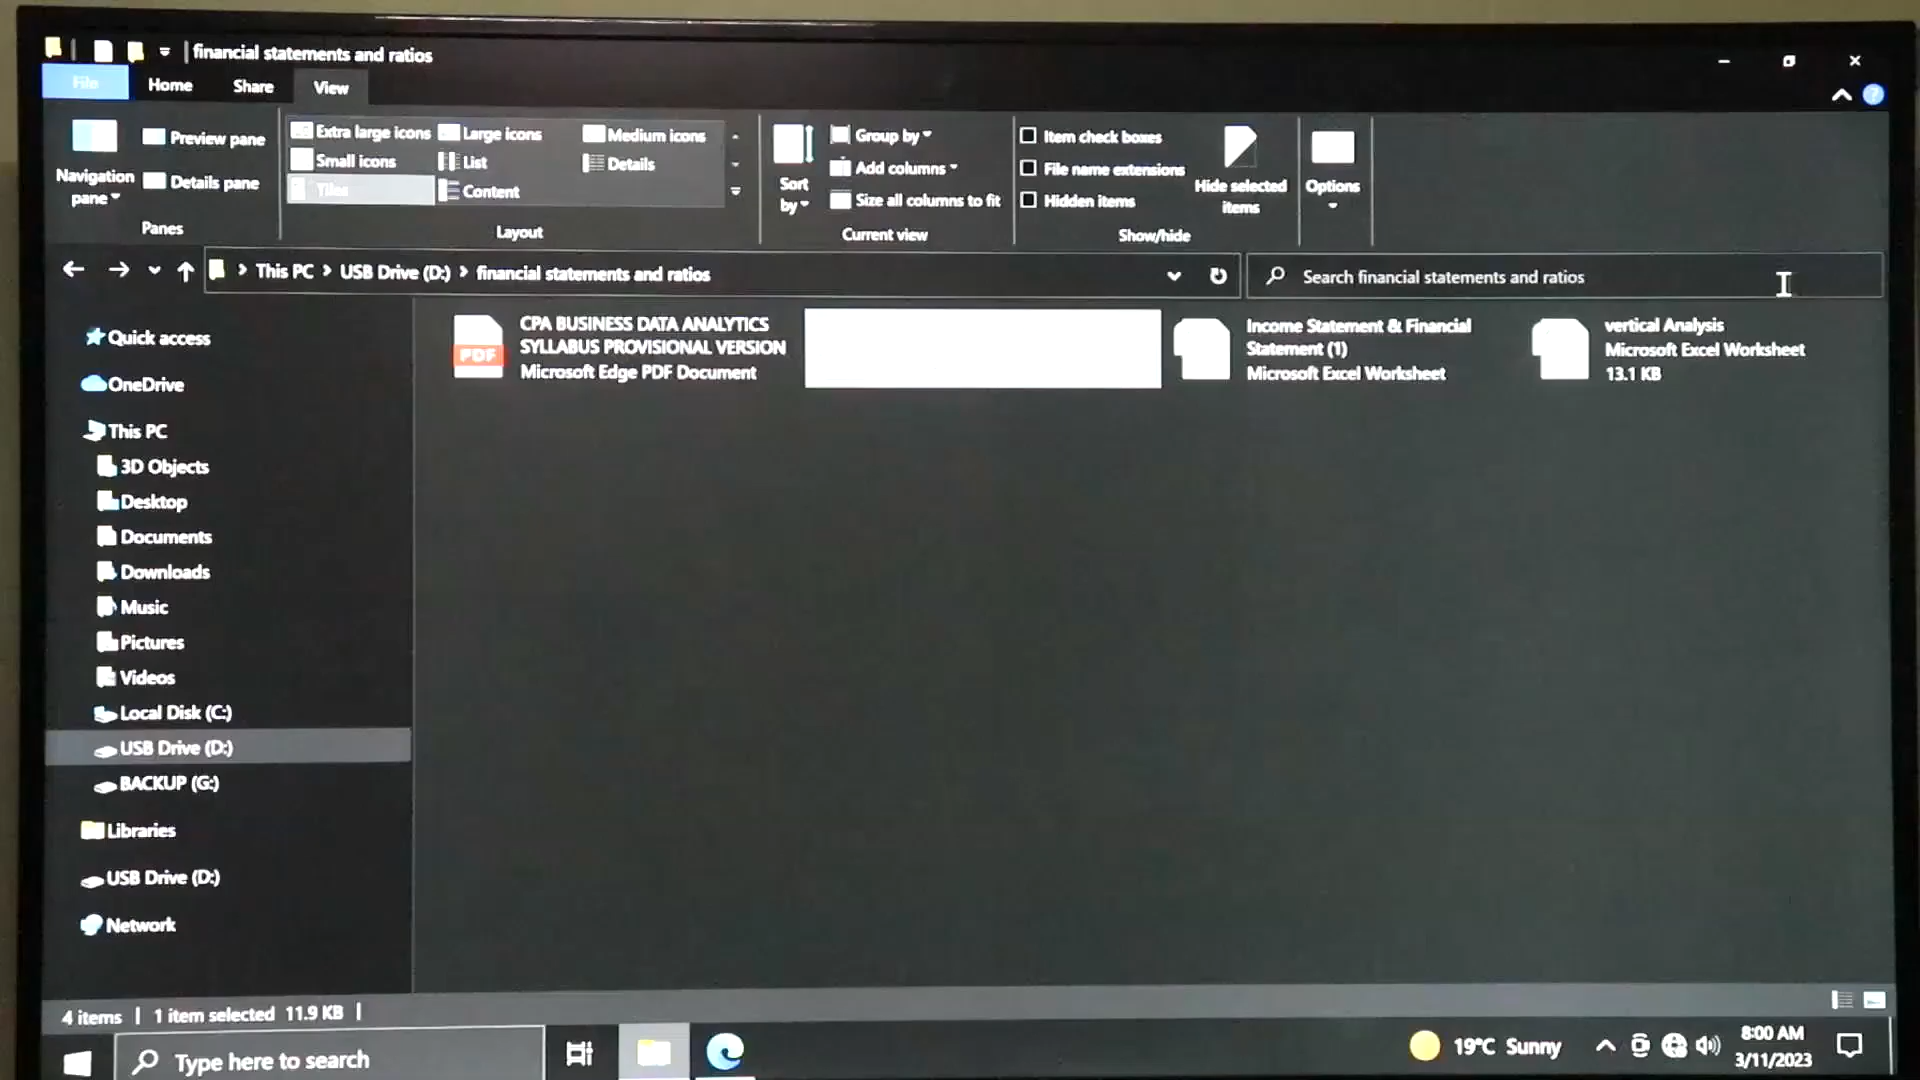 financial statements and ratios
File
Home
Share
View
Navigation pane
Preview pane
Details pane
Panes
Extra large icons
Large icons
Medium icons
Small icons
List
Details
Tiles
Content
Layout
Sort by
Group by
Add columns
Size all columns to fit
Current view
Item check boxes
File name extensions
Hidden items
Hide selected items
Show/hide
Options
This PC > USB Drive (D:) > financial statements and ratios
Search financial statements and ratios
Quick access
OneDrive
This PC
3D Objects
Desktop
Documents
Downloads
Music
Pictures
Videos
Local Disk (C:)
USB Drive (D:)
BACKUP (G:)
Libraries
USB Drive (D:)
Network
PDF
CPA BUSINESS DATA ANALYTICS
SYLLABUS PROVISIONAL VERSION
Microsoft Edge PDF Document
Income Statement & Financial
Statement (1)
Microsoft Excel Worksheet
vertical Analysis
Microsoft Excel Worksheet
13.1 KB
4 items | 1 item selected 11.9 KB |
Type here to search
19°C Sunny
8:00 AM
3/11/2023